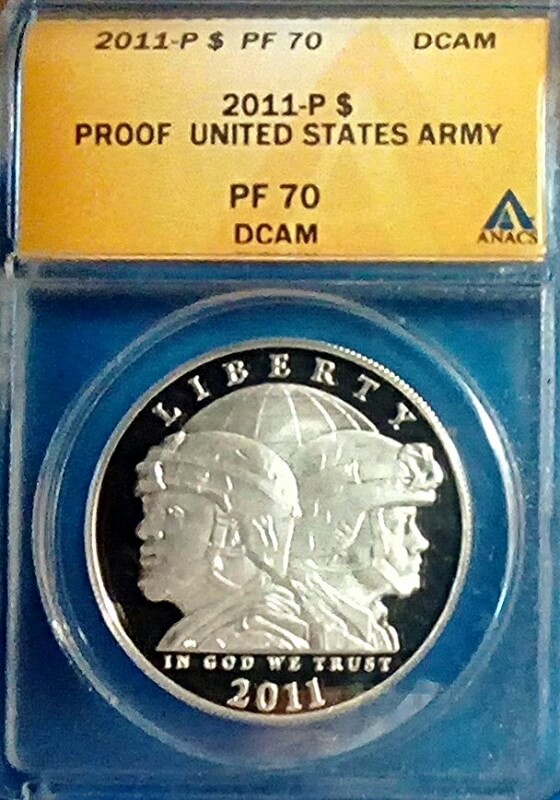 2011-P $ PF 70 DCAM
2011-P $
PROOF UNITED STATES ARMY
PF 70
DCAM
ANACS
LIBERTY
IN GOD WE TRUST
2011